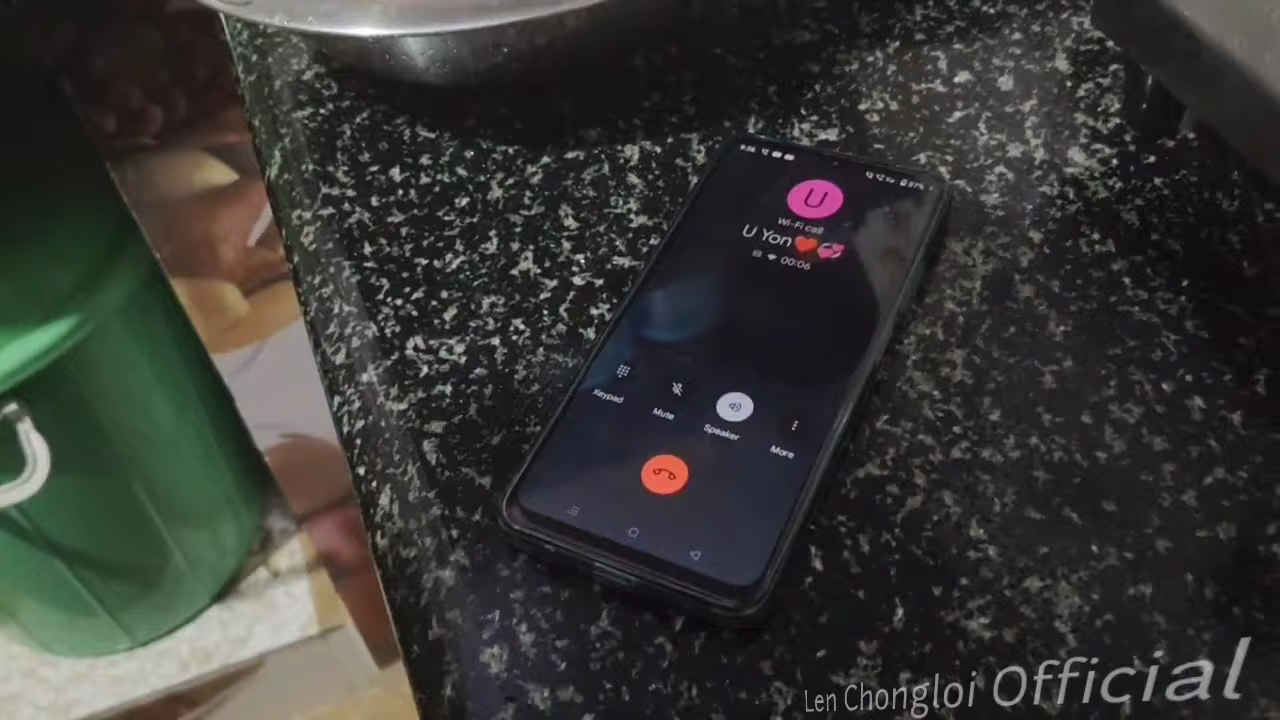 U
Wi-Fi call
U Yon❤️💞
00:06
Keypad
Mute
Speaker
More
Len Chongloi Official